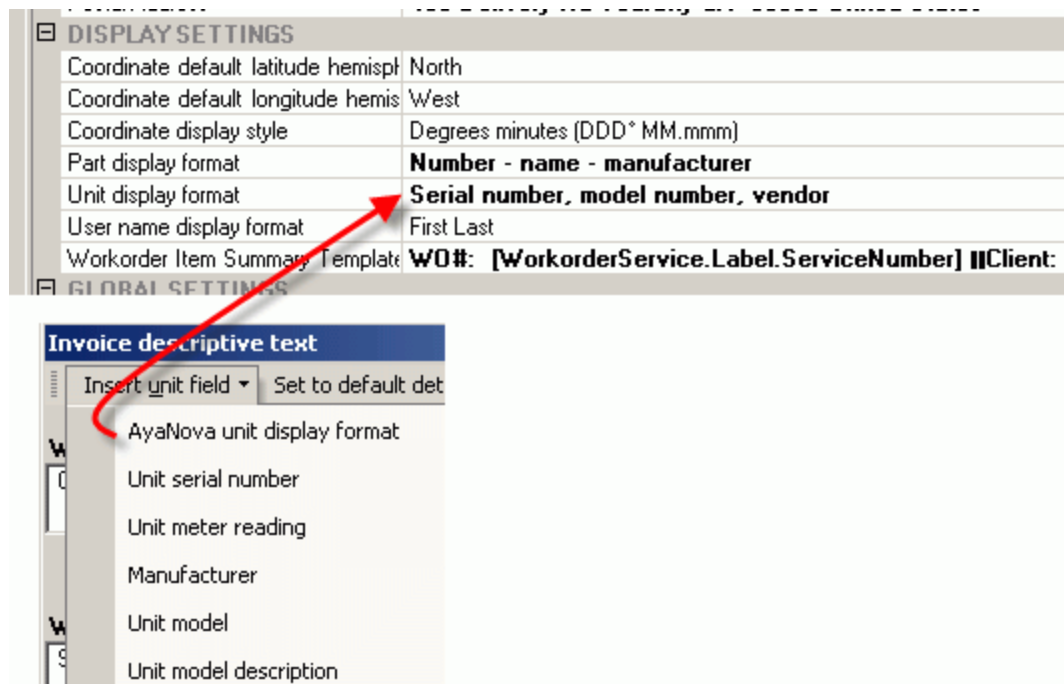 DISPLAY SETTINGS
Coordinate default latitude hemisph North
Coordinate default longitude hemis West
Coordinate display style Degrees minutes (DDD° MM.mmm)
Part display format Number - name - manufacturer
Unit display format Serial number, model number, vendor
User name display format First Last
Workorder Item Summary Template WO#: [WorkorderService.Label.ServiceNumber] ||Client:
GLOBAL SETTINGS
Invoice descriptive text
Insert unit field Set to default det
AyaNova unit display format
Unit serial number
Unit meter reading
Manufacturer
Unit model
Unit model description